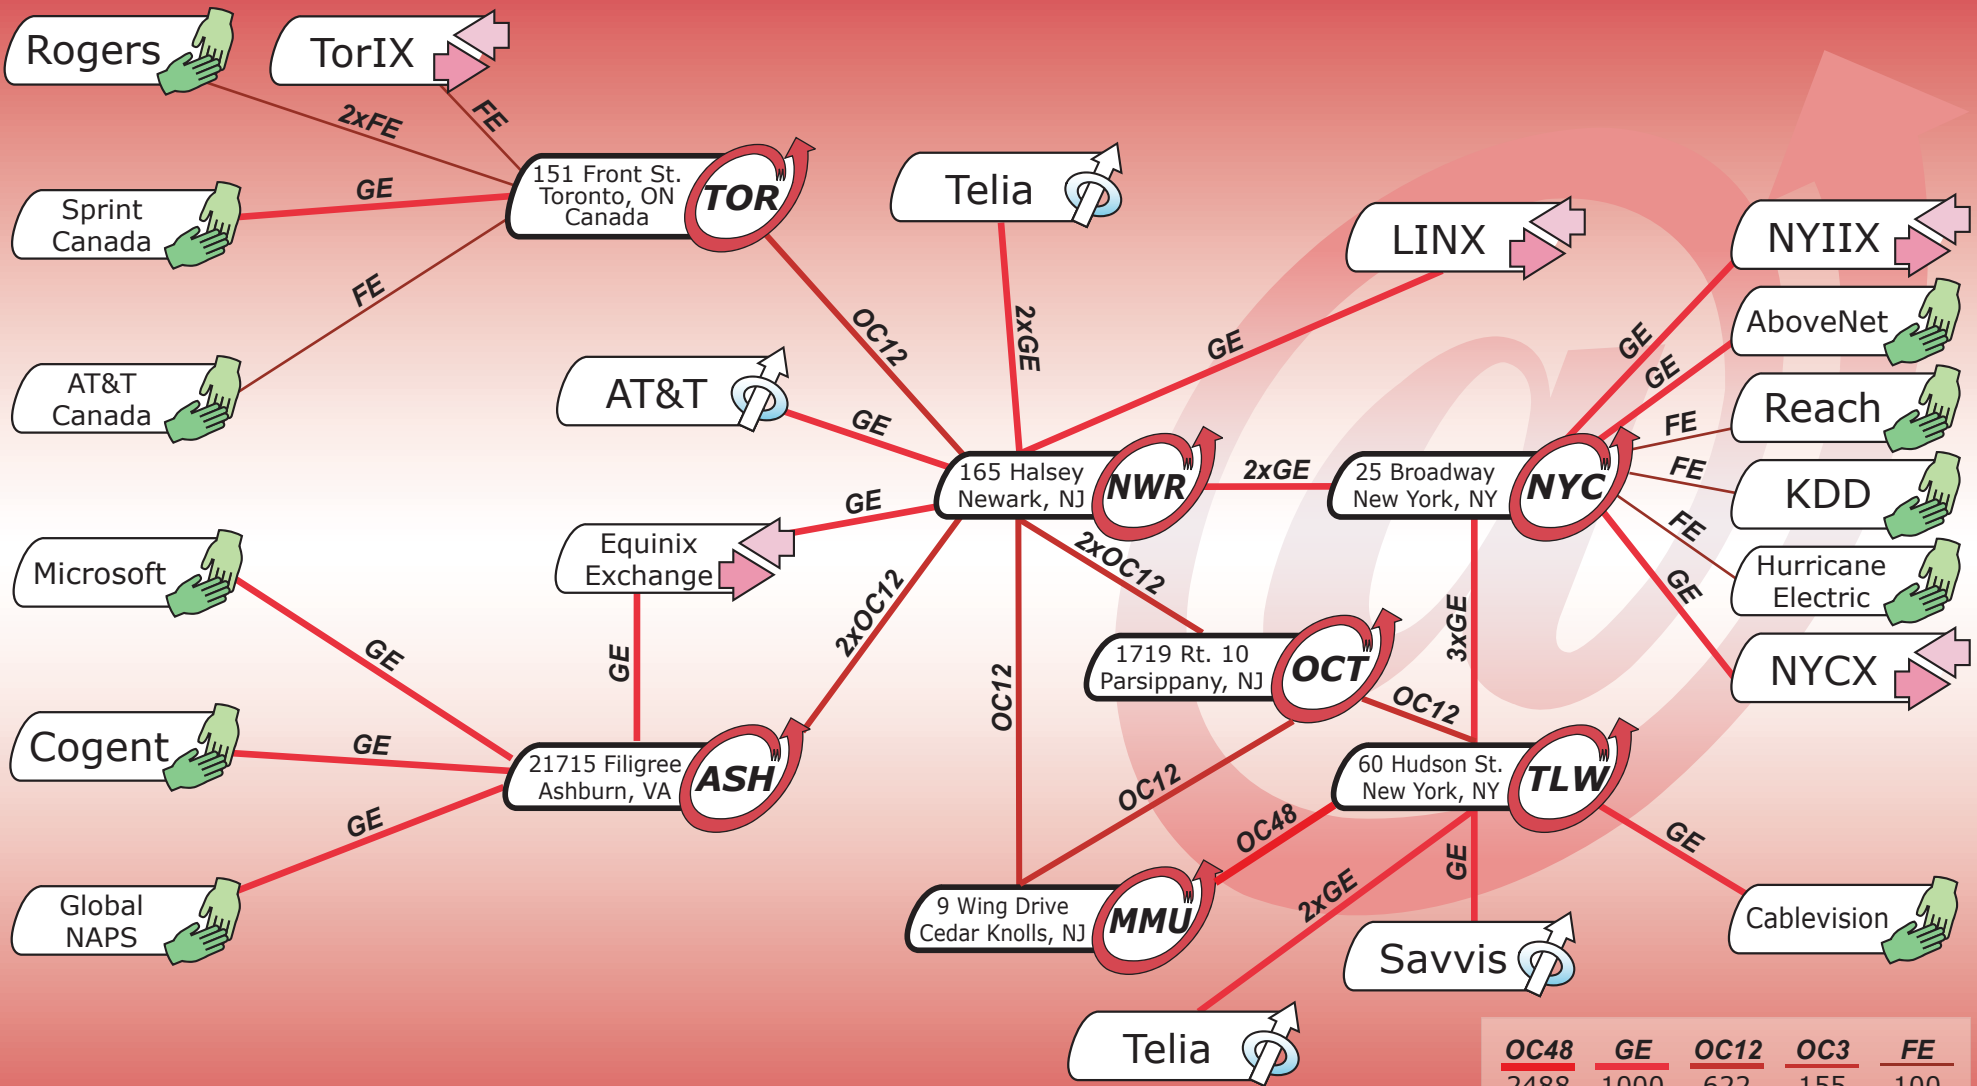 Rogers
TorIX
2xFE
FE
151 Front St.
Toronto, ON
Canada
TOR
Sprint
Canada
GE
AT&T
Canada
FE
OC12
Telia
2xGE
LINX
GE
NYIIX
GE
AboveNet
GE
Reach
FE
KDD
FE
Hurricane
Electric
FE
NYCX
GE
AT&T
GE
165 Halsey
Newark, NJ
NWR
2xGE
25 Broadway
New York, NY
NYC
Equinix
Exchange
GE
GE
2xOC12
2xOC12
OC12
3xGE
Microsoft
GE
1719 Rt. 10
Parsippany, NJ
OCT
OC12
Cogent
GE
21715 Filigree
Ashburn, VA
ASH
OC12
60 Hudson St.
New York, NY
TLW
Global
NAPS
GE
OC48
9 Wing Drive
Cedar Knolls, NJ
MMU
2xGE
GE
GE
Cablevision
Savvis
Telia
OC48 GE OC12 OC3 FE
2488 1000 622 155 100